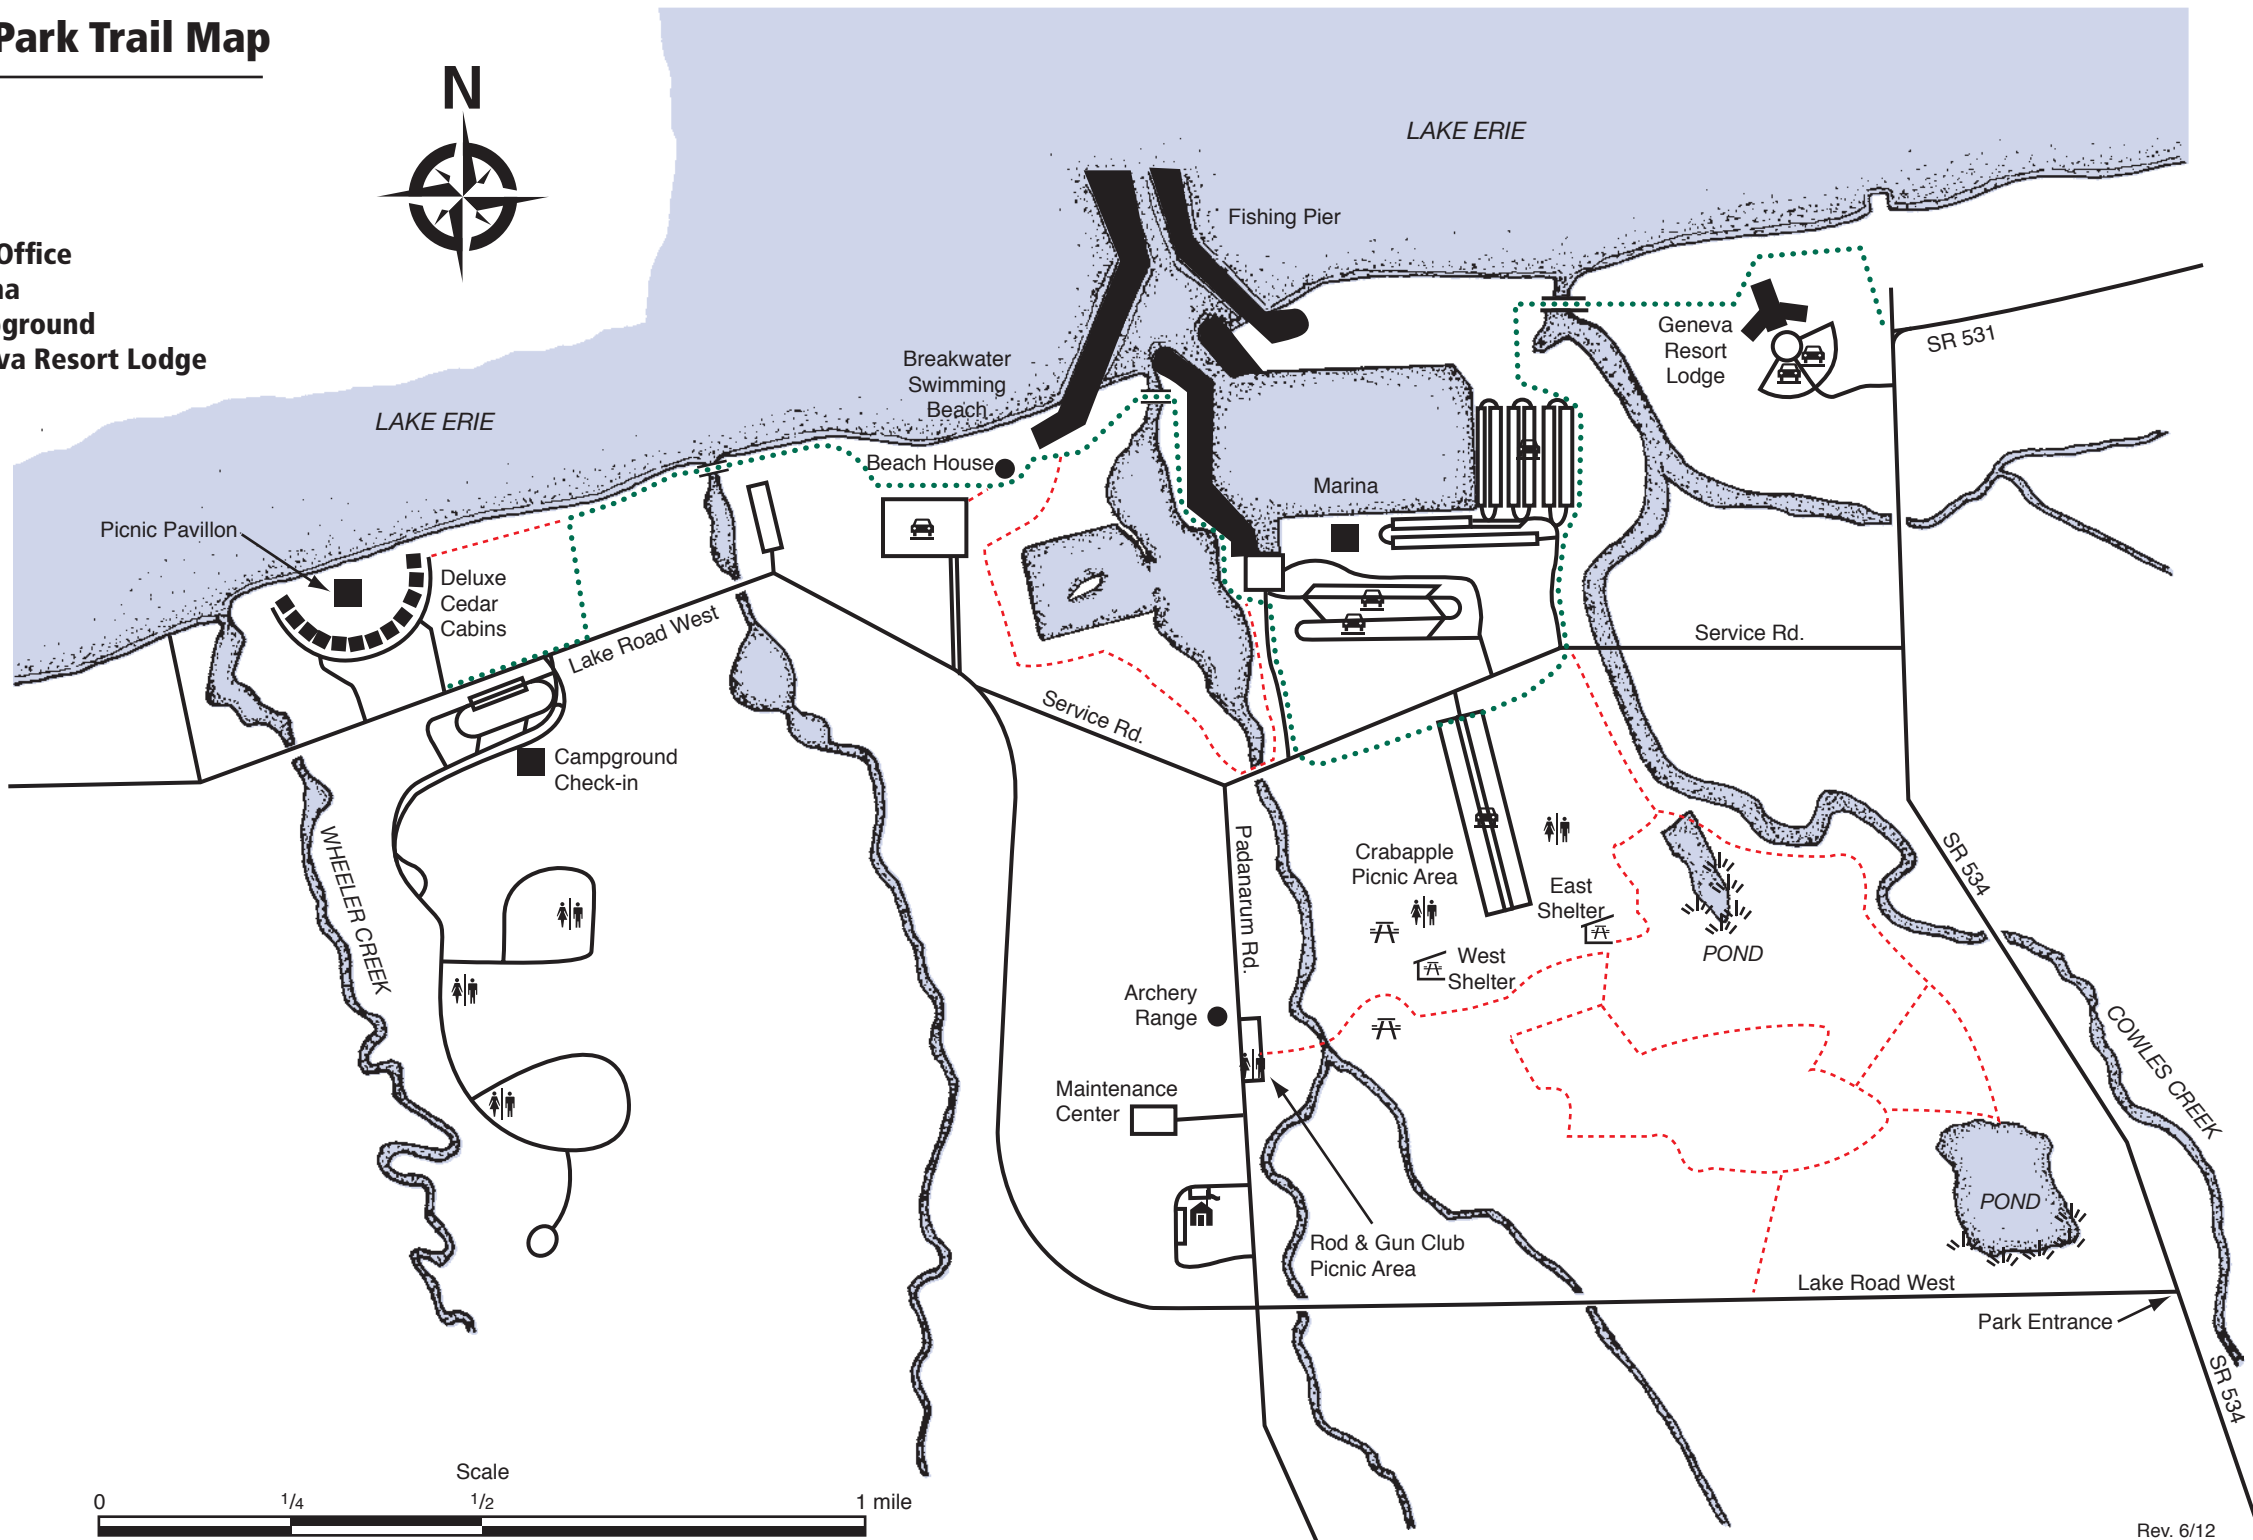 Park Trail Map
N
Office
na
ground
va Resort Lodge
LAKE ERIE
Fishing Pier
LAKE ERIE
Breakwater
Swimming
Beach
Beach House
Marina
Geneva
Resort
Lodge
SR 531
Picnic Pavillon
Deluxe
Cedar
Cabins
Lake Road West
Service Rd.
Service Rd.
Campground
Check-in
WHEELER CREEK
Padanarum Rd.
Crabapple
Picnic Area
East
Shelter
West
Shelter
POND
SR 534
Archery
Range
Maintenance
Center
COWLES CREEK
POND
Rod & Gun Club
Picnic Area
Lake Road West
Park Entrance
SR 534
Scale
0 1/4 1/2 1 mile
Rev. 6/12